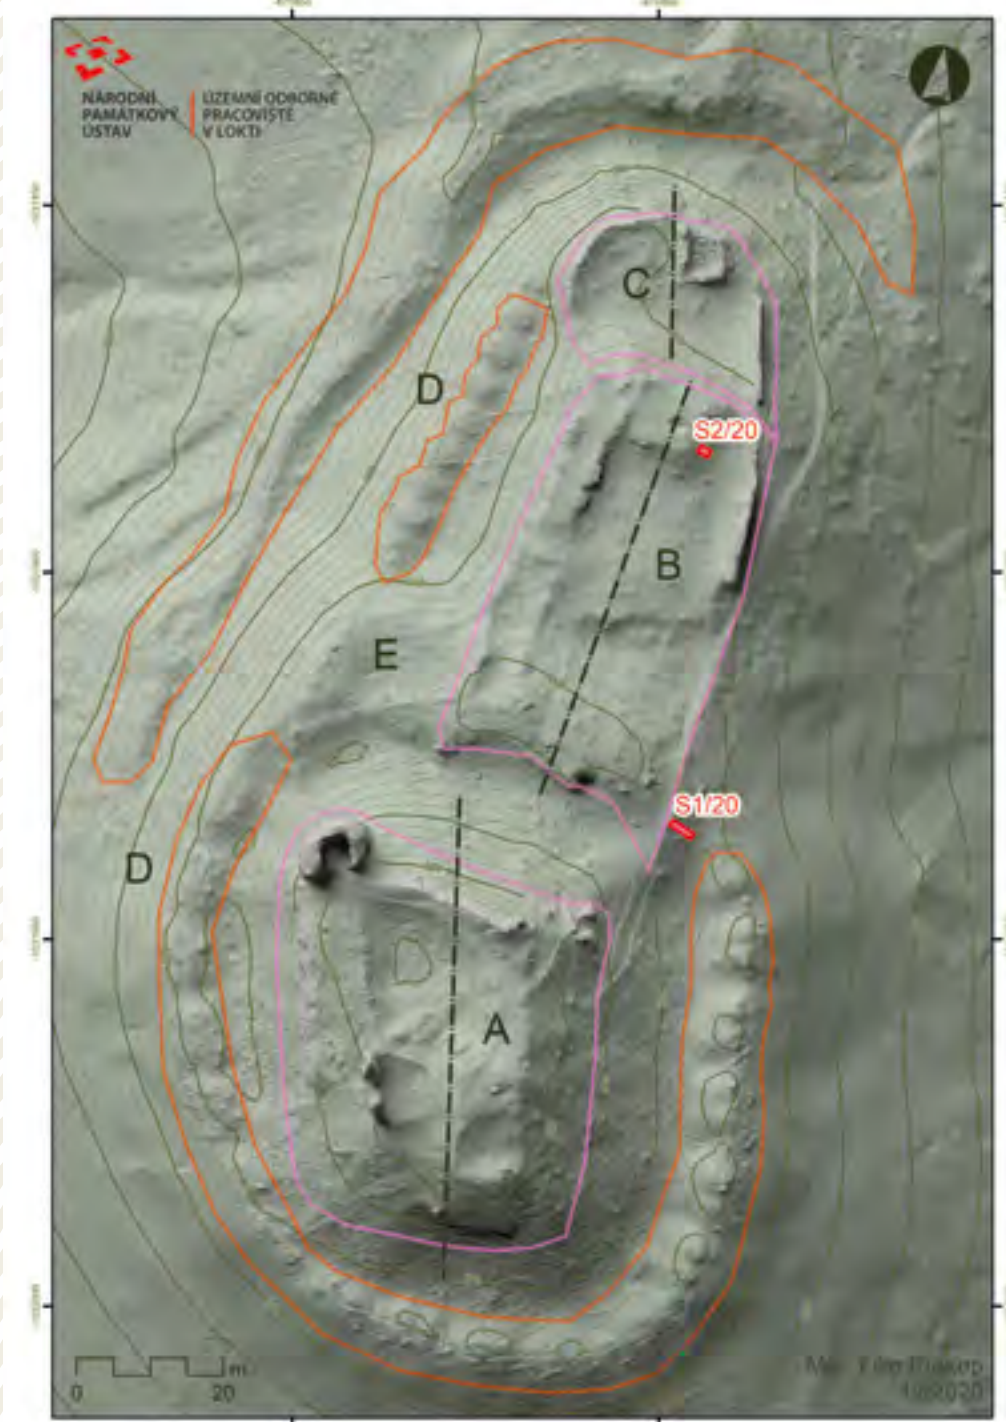 NÁRODNÍ
PAMÁTKOVÝ
ÚSTAV
ÚZEMNÍ ODBORNÉ
PRACOVIŠTĚ
V LOKTI
C
D
S2/20
B
E
S1/20
D
A
m
0 20